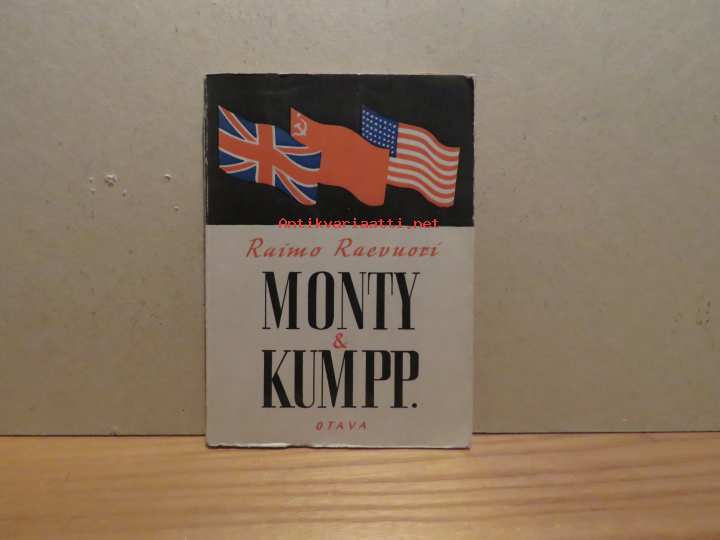 Antikvariaatti.net
Raimo Raevuori
MONTY
&
KUMPP.
OTAVA